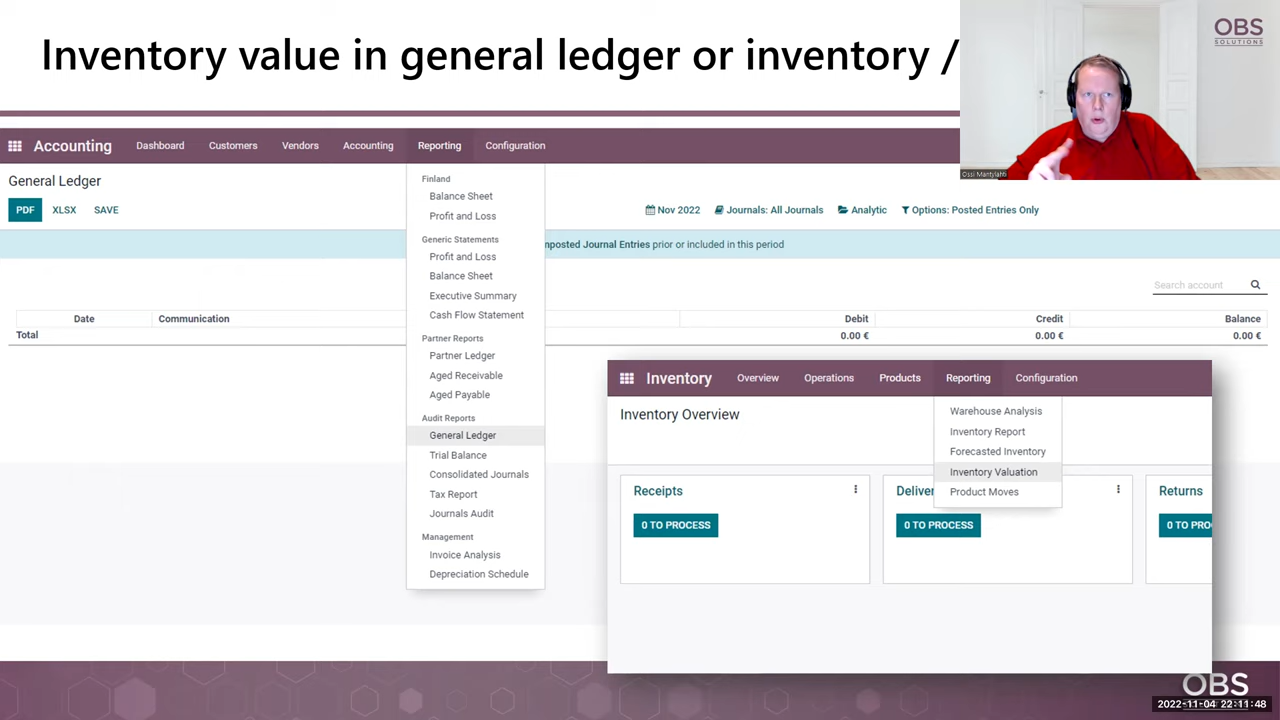 Inventory value in general ledger or inventory /
OBS
SOLUTIONS
Ossi Mantylahti
Accounting Dashboard Customers Vendors Accounting Reporting Configuration
General Ledger
PDF XLSX SAVE
Nov 2022 Journals: All Journals Analytic Options: Posted Entries Only
nposted Journal Entries prior or included in this period
Search account
Date Communication Debit Credit Balance
Total 0.00 € 0.00 € 0.00 €
Finland
Balance Sheet
Profit and Loss
Generic Statements
Profit and Loss
Balance Sheet
Executive Summary
Cash Flow Statement
Partner Reports
Partner Ledger
Aged Receivable
Aged Payable
Audit Reports
General Ledger
Trial Balance
Consolidated Journals
Tax Report
Journals Audit
Management
Invoice Analysis
Depreciation Schedule
Inventory Overview Operations Products Reporting Configuration
Inventory Overview
Warehouse Analysis
Inventory Report
Forecasted Inventory
Inventory Valuation
Product Moves
Receipts Deliver Returns
0 TO PROCESS 0 TO PROCESS 0 TO PRO
OBS
2022-11-04 22:11:48